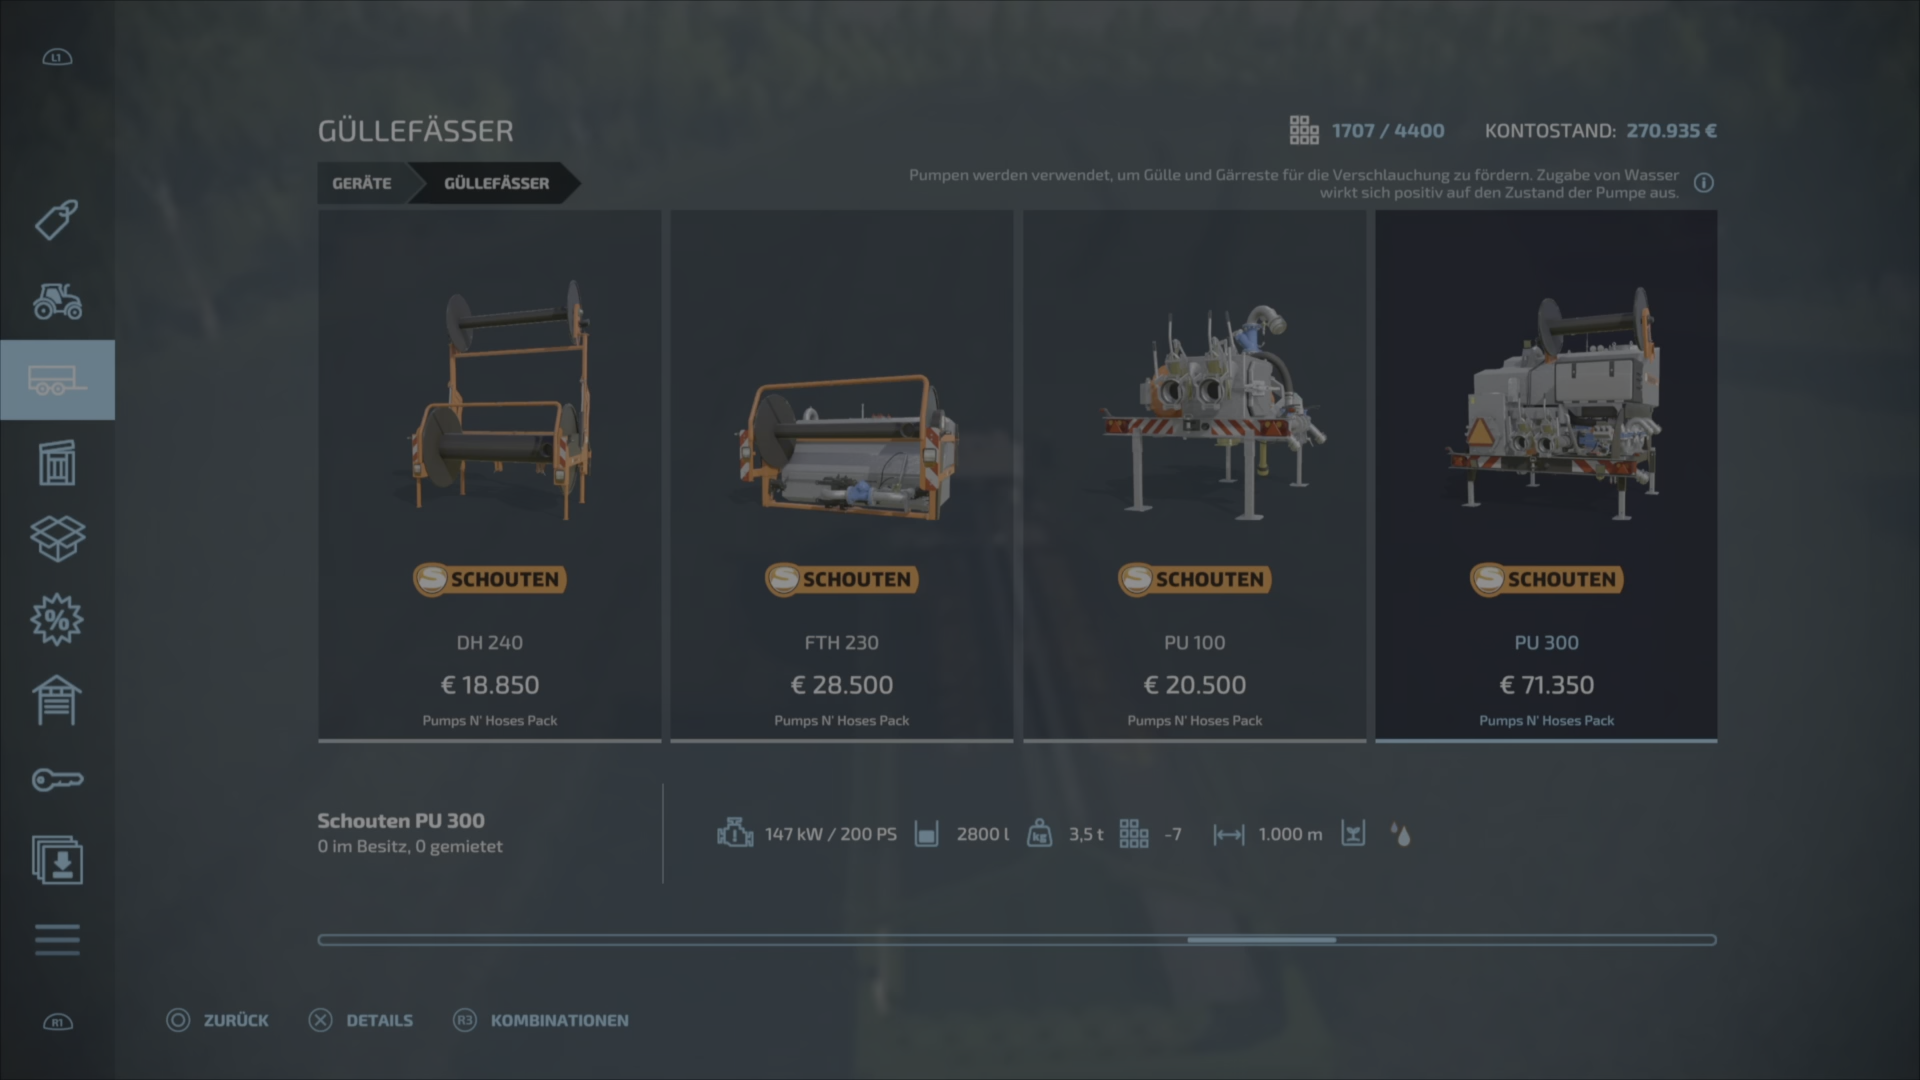 L1
GÜLLEFÄSSER
1707 / 4400
KONTOSTAND: 270.935 €
GERÄTE
GÜLLEFÄSSER
Pumpen werden verwendet, um Gülle und Gärreste für die Verschlauchung zu fördern. Zugabe von Wasser
wirkt sich positiv auf den Zustand der Pumpe aus.
SCHOUTEN
DH 240
€ 18.850
Pumps N' Hoses Pack
SCHOUTEN
FTH 230
€ 28.500
Pumps N' Hoses Pack
SCHOUTEN
PU 100
€ 20.500
Pumps N' Hoses Pack
SCHOUTEN
PU 300
€ 71.350
Pumps N' Hoses Pack
Schouten PU 300
0 im Besitz, 0 gemietet
147 kW / 200 PS
2800 l
kg
3,5 t
-7
1.000 m
R1
ZURÜCK
DETAILS
R3
KOMBINATIONEN